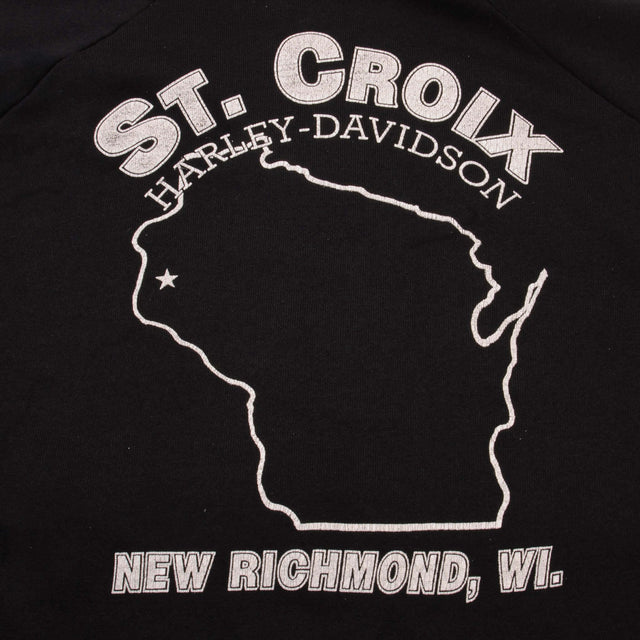 ST. CROIX
HARLEY-DAVIDSON
NEW RICHMOND, WI.